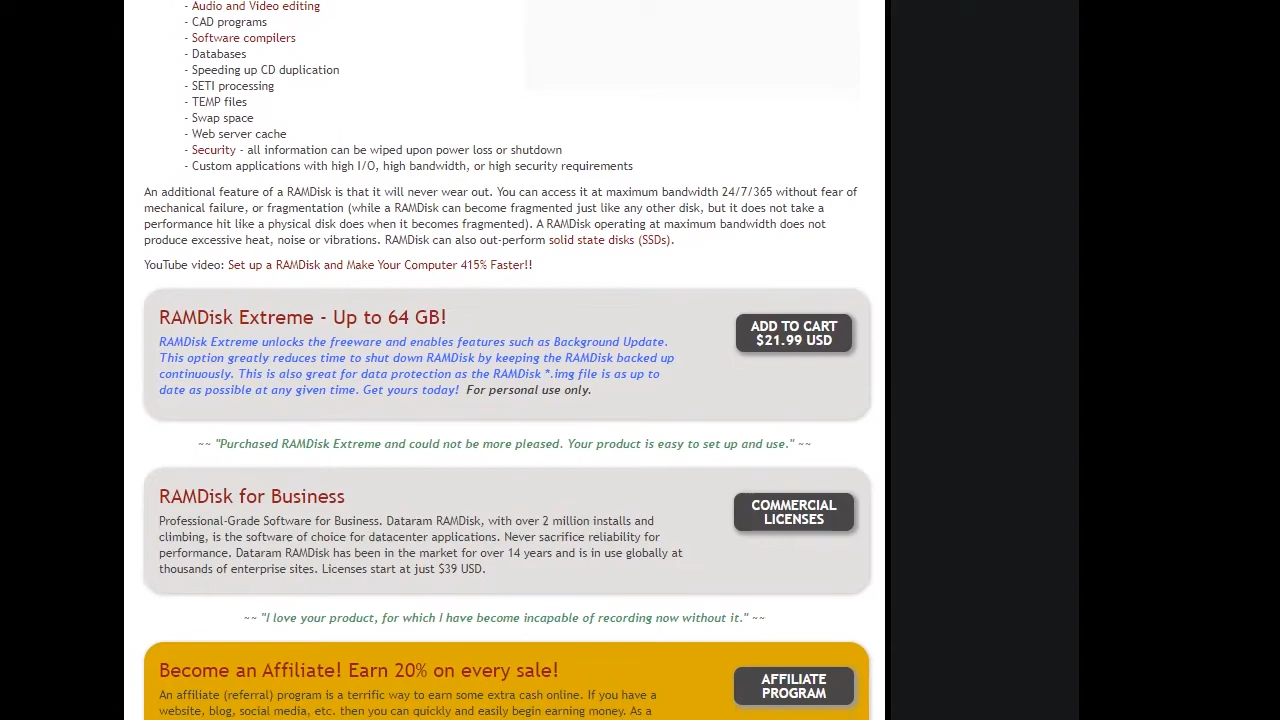 - Audio and Video editing
- CAD programs
- Software compilers
- Databases
- Speeding up CD duplication
- SETI processing
- TEMP files
- Swap space
- Web server cache
- Security - all information can be wiped upon power loss or shutdown
- Custom applications with high I/O, high bandwidth, or high security requirements
An additional feature of a RAMDisk is that it will never wear out. You can access it at maximum bandwidth 24/7/365 without fear of
mechanical failure, or fragmentation (while a RAMDisk can become fragmented just like any other disk, but it does not take a
performance hit like a physical disk does when it becomes fragmented). A RAMDisk operating at maximum bandwidth does not
produce excessive heat, noise or vibrations. RAMDisk can also out-perform solid state disks (SSDs).
YouTube video: Set up a RAMDisk and Make Your Computer 415% Faster!!
RAMDisk Extreme - Up to 64 GB!
RAMDisk Extreme unlocks the freeware and enables features such as Background Update.
This option greatly reduces time to shut down RAMDisk by keeping the RAMDisk backed up
continuously. This is also great for data protection as the RAMDisk *.img file is as up to
date as possible at any given time. Get yours today! For personal use only.
ADD TO CART
$21.99 USD
~~ "Purchased RAMDisk Extreme and could not be more pleased. Your product is easy to set up and use." ~~
RAMDisk for Business
Professional-Grade Software for Business. Dataram RAMDisk, with over 2 million installs and
climbing, is the software of choice for datacenter applications. Never sacrifice reliability for
performance. Dataram RAMDisk has been in the market for over 14 years and is in use globally at
thousands of enterprise sites. Licenses start at just $39 USD.
COMMERCIAL
LICENSES
~~ "I love your product, for which I have become incapable of recording now without it." ~~
Become an Affiliate! Earn 20% on every sale!
An affiliate (referral) program is a terrific way to earn some extra cash online. If you have a
website, blog, social media, etc. then you can quickly and easily begin earning money. As a
AFFILIATE
PROGRAM